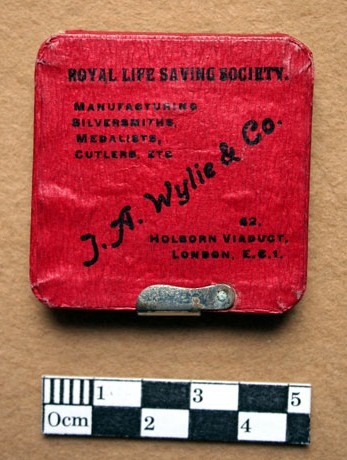 ROYAL LIFE SAVING SOCIETY.
MANUFACTURING
SILVERSMITHS,
MEDALISTS,
CUTLERS, ETC
J. A. Wylie & Co.
62,
HOLBORN VIADUCT,
LONDON, E.C.1.
1 3 5
0cm 2 4